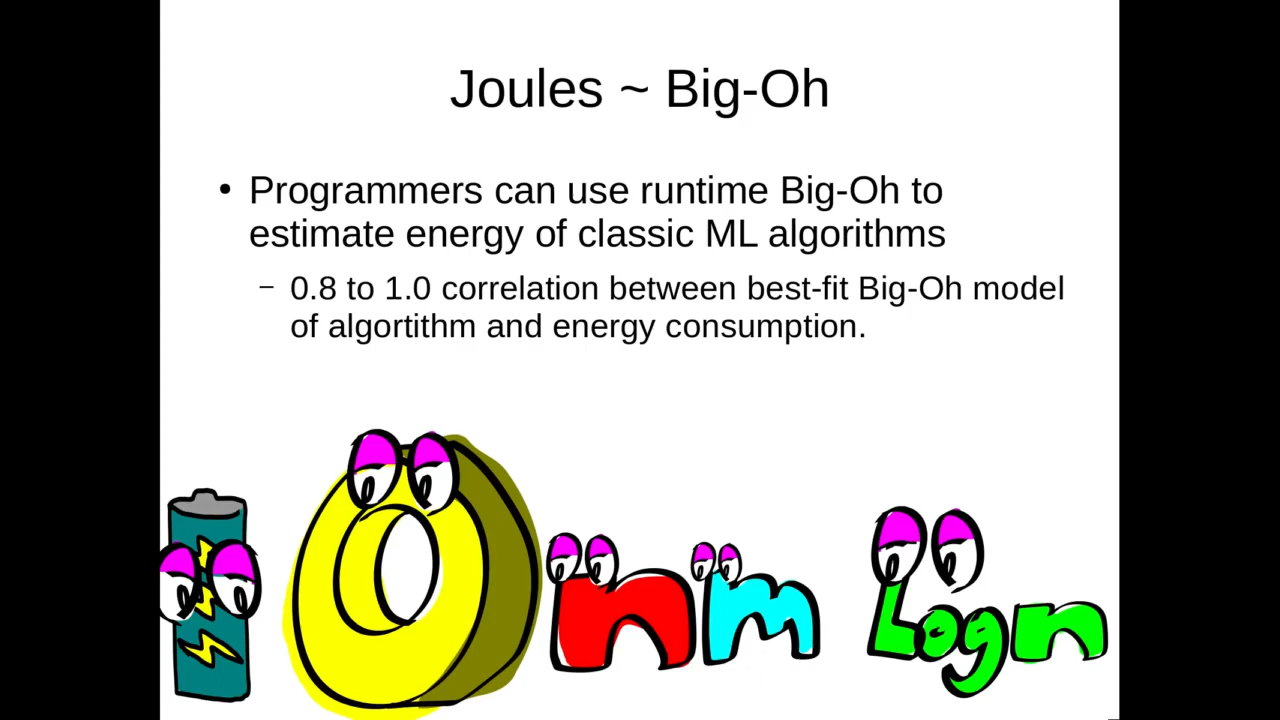 Joules ~ Big-Oh
• Programmers can use runtime Big-Oh to
estimate energy of classic ML algorithms
– 0.8 to 1.0 correlation between best-fit Big-Oh model
of algortithm and energy consumption.
O n m Logn